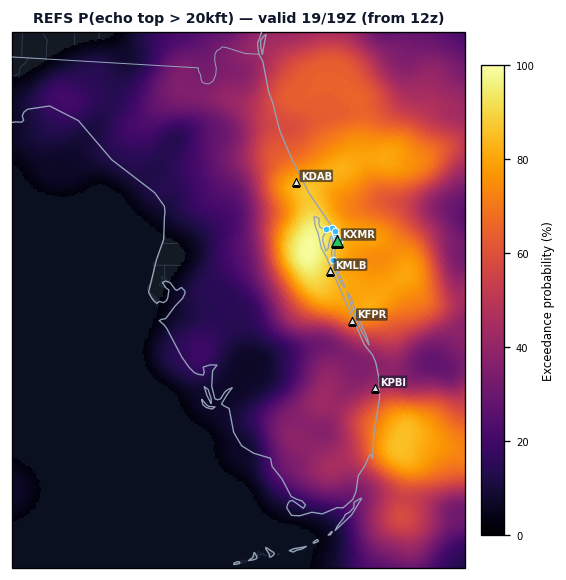 REFS P(echo top > 20kft) — valid 19/19Z (from 12z)
KDAB
KXMR
KMLB
KFPR
KPBI
100
80
60
40
20
0
Exceedance probability (%)